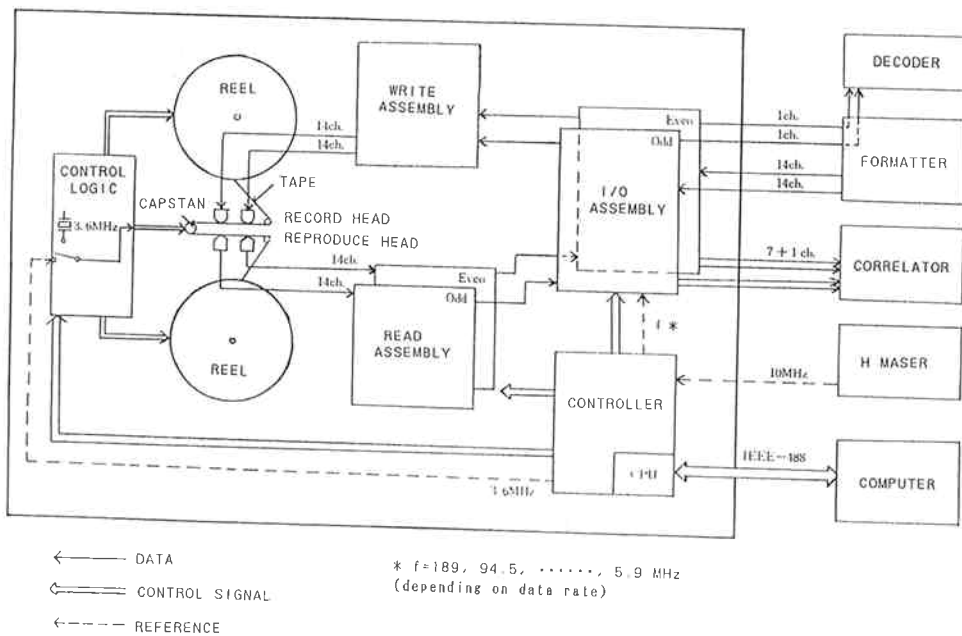 REEL
WRITE
ASSEMBLY
DECODER
Even
Odd
1ch.
1ch.
14ch.
14ch.
14ch.
14ch.
FORMATTER
CONTROL
LOGIC
3.6MHz
CAPSTAN
TAPE
RECORD HEAD
REPRODUCE HEAD
I/O
ASSEMBLY
14ch.
14ch.
Even
Odd
7+1 ch.
CORRELATOR
READ
ASSEMBLY
REEL
f *
10MHz
H MASER
CONTROLLER
CPU
IEEE-488
3.6MHz
COMPUTER
DATA
CONTROL SIGNAL
REFERENCE
* f=189, 94.5, ······, 5.9 MHz
(depending on data rate)